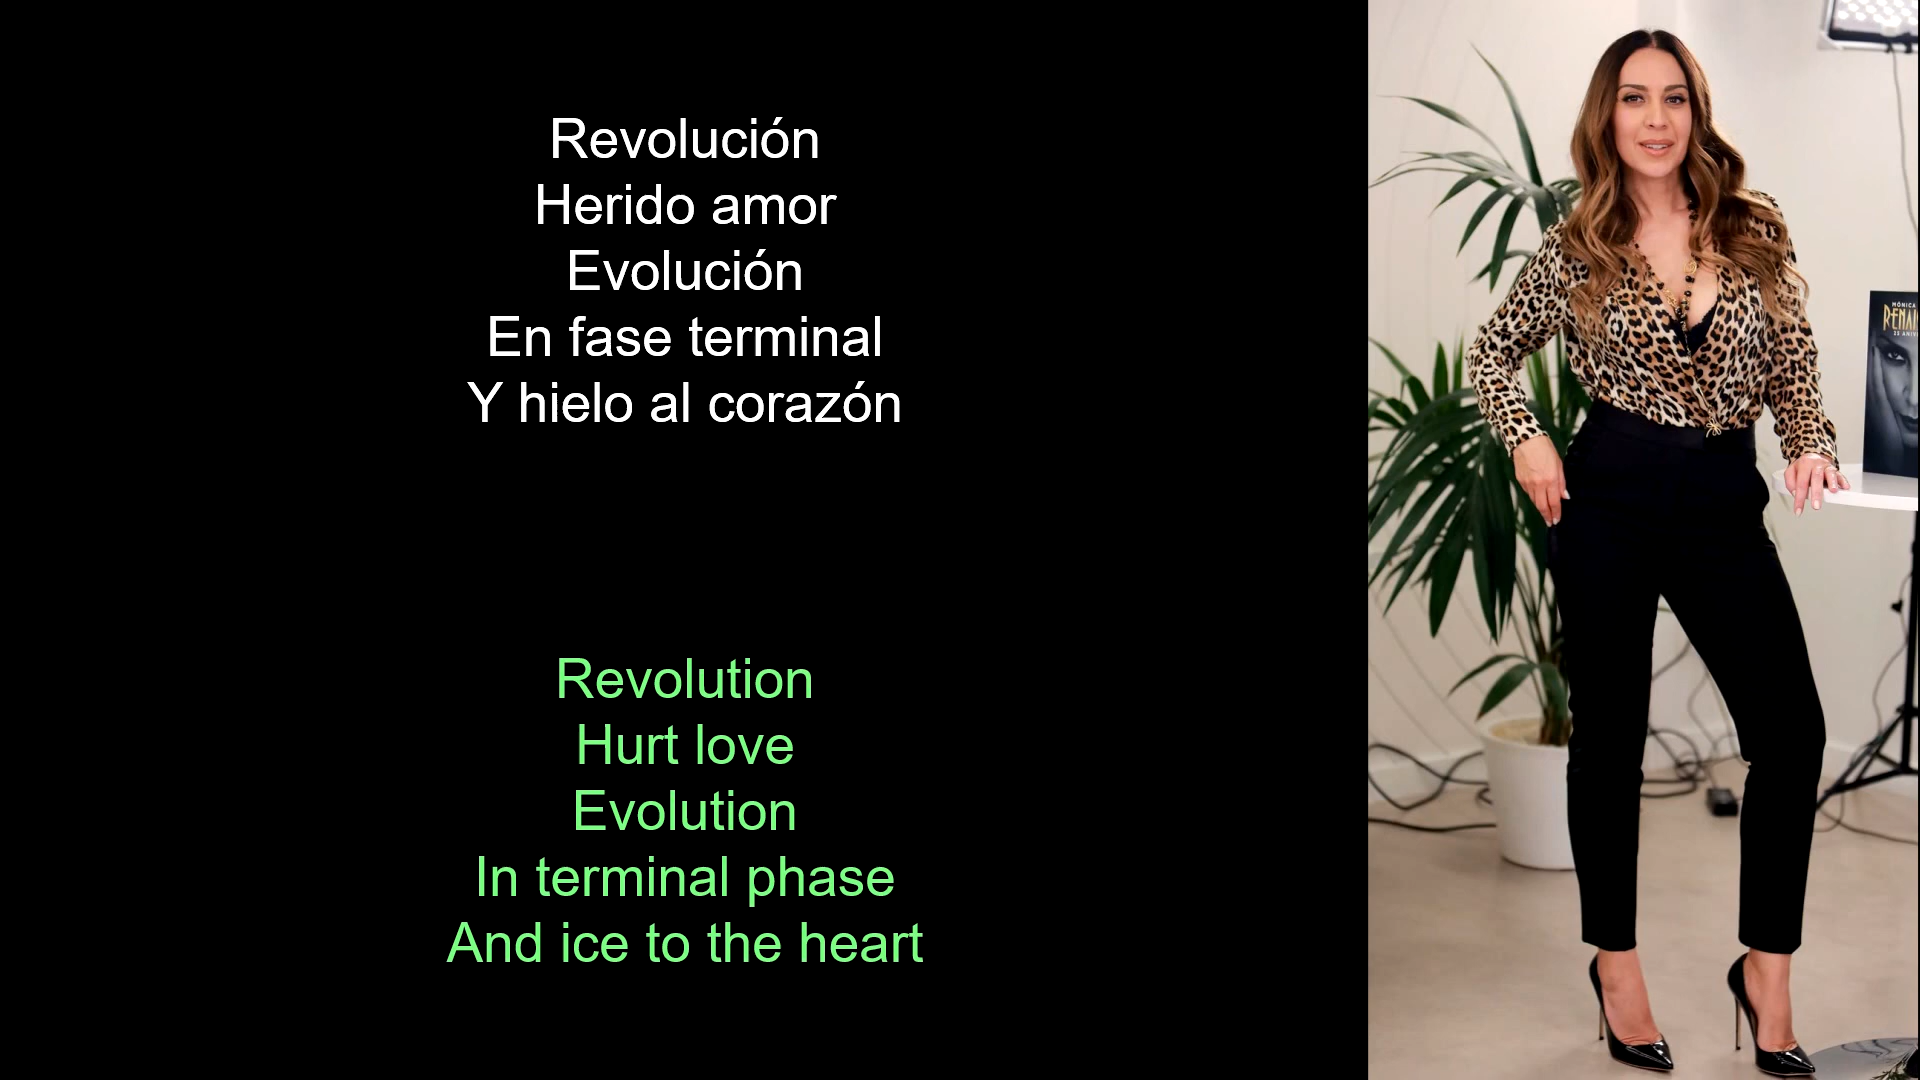 Revolución
Herido amor
Evolución
En fase terminal
Y hielo al corazón
Revolution
Hurt love
Evolution
In terminal phase
And ice to the heart
MÓNICA